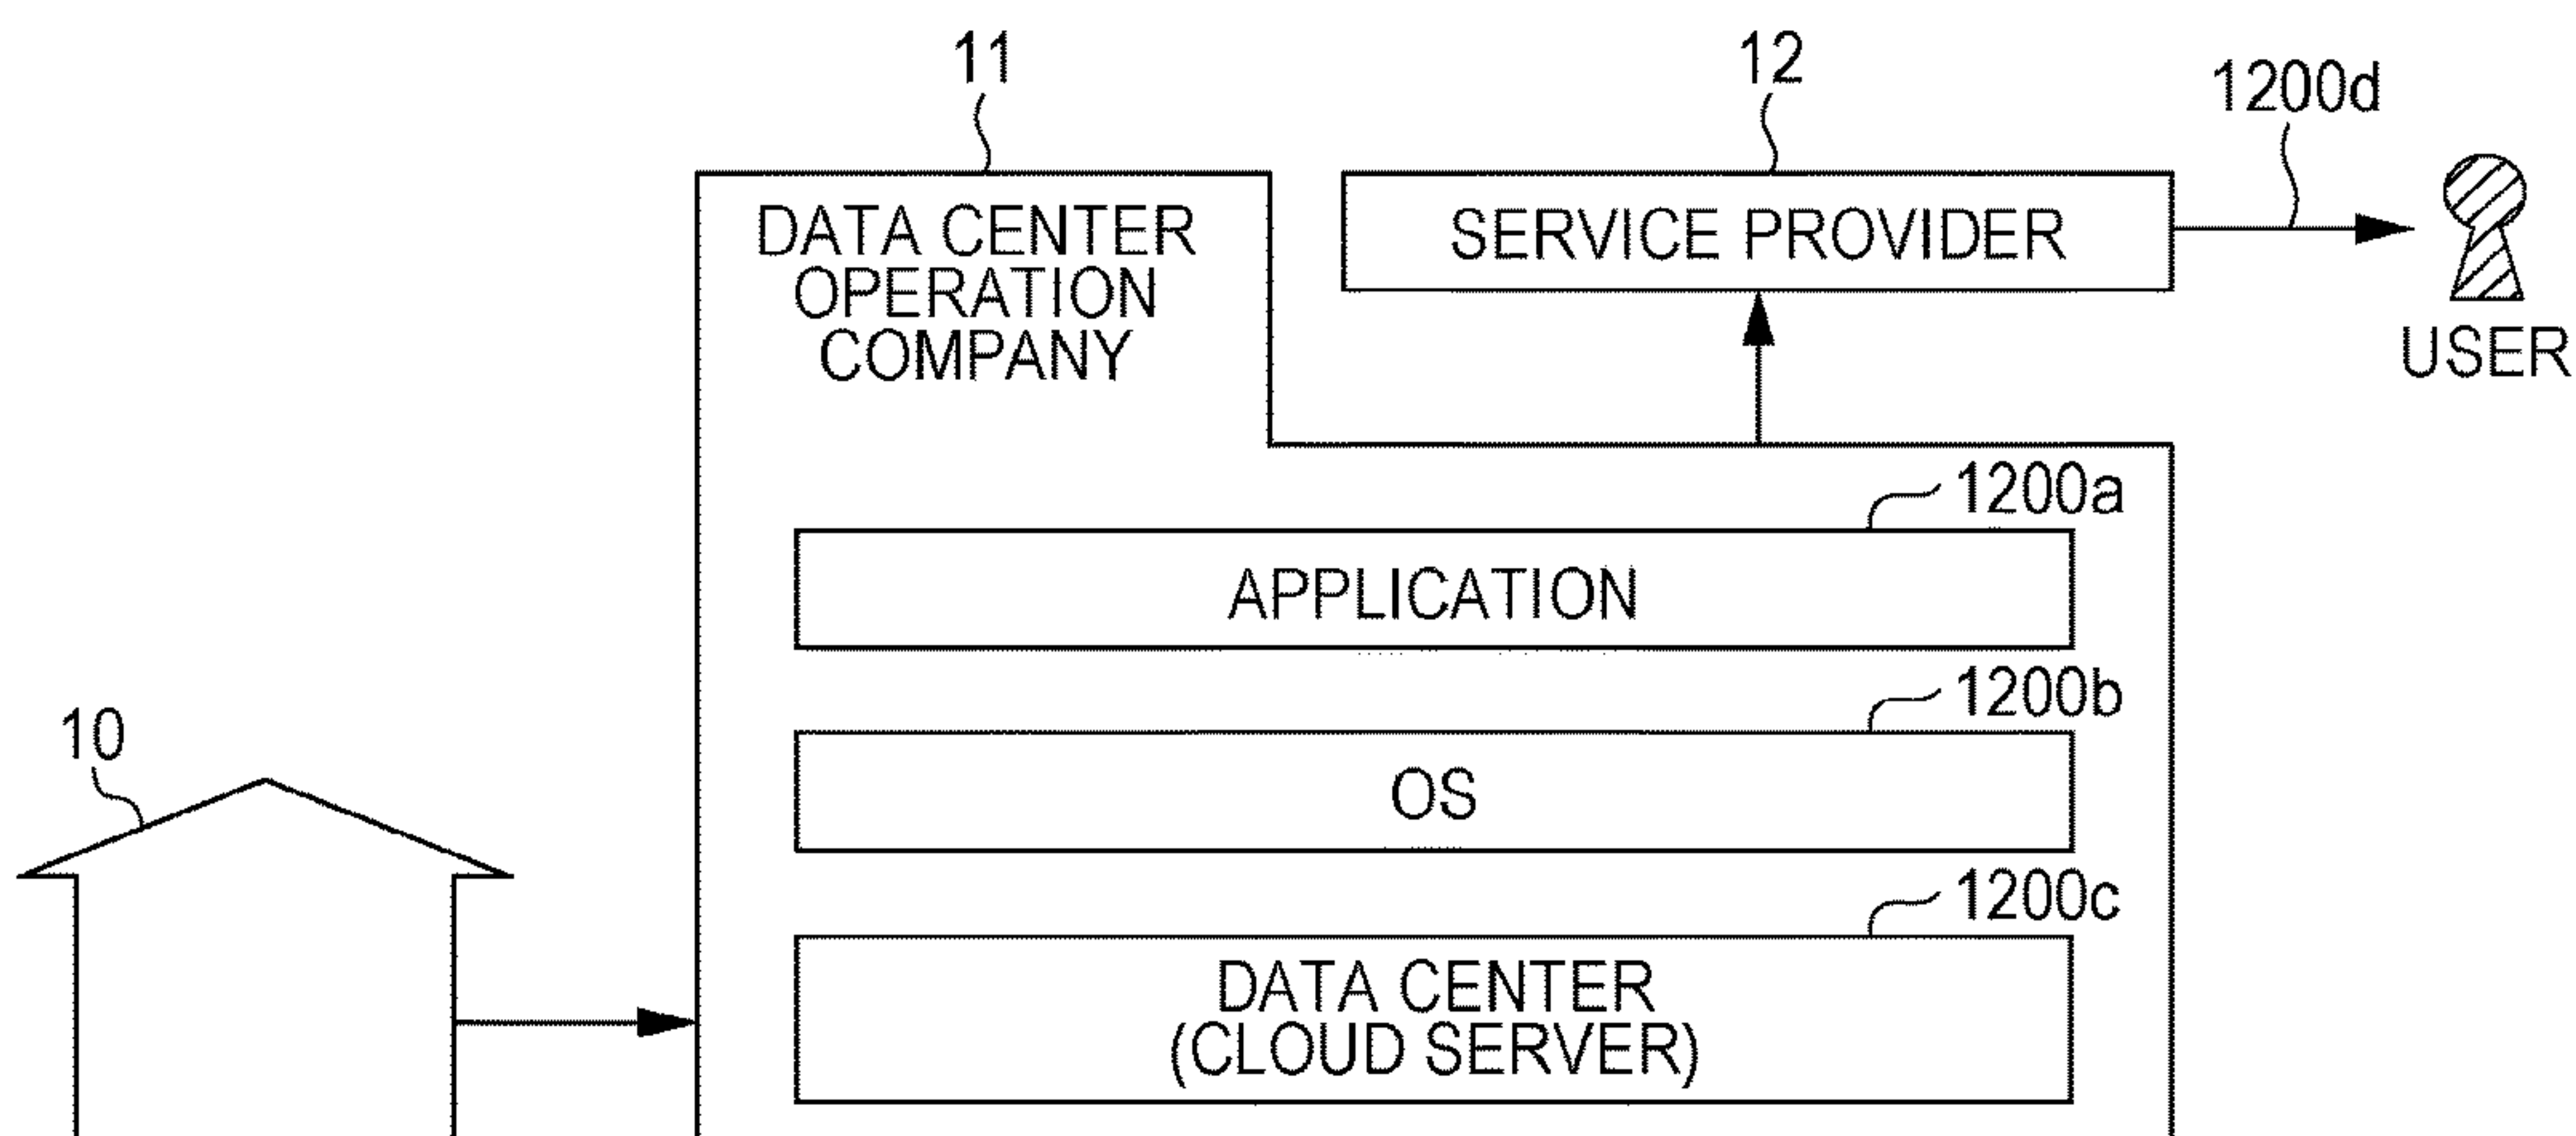 11
12
1200d
DATA CENTER
OPERATION
COMPANY
SERVICE PROVIDER
USER
1200a
APPLICATION
1200b
OS
10
1200c
DATA CENTER
(CLOUD SERVER)